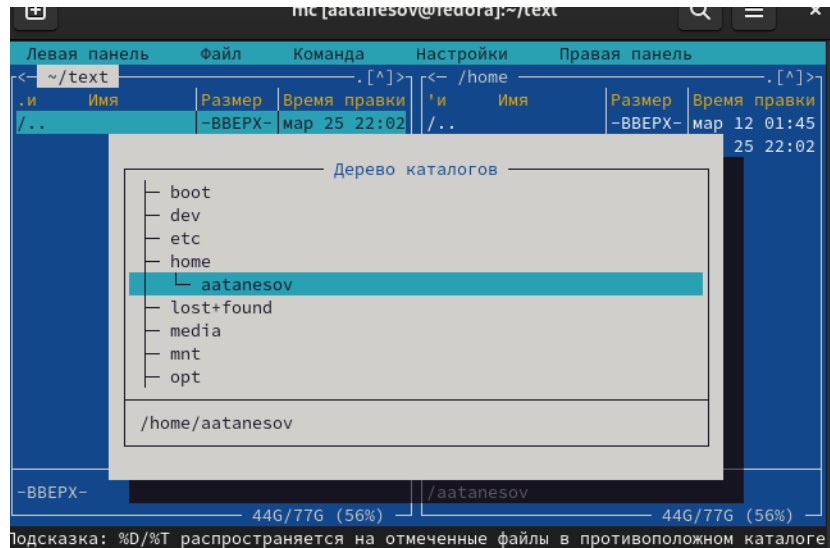 mc [aatanesov@fedora]:~/text
Левая панель Файл Команда Настройки Правая панель
<— ~/text .[^]> <— /home .[^]>
.и Имя Размер Время правки 'и Имя Размер Время правки
/.. -ВВЕРХ- мар 25 22:02 /.. -ВВЕРХ- мар 12 01:45
25 22:02
Дерево каталогов
boot
dev
etc
home
aatanesov
lost+found
media
mnt
opt
/home/aatanesov
-ВВЕРХ- /aatanesov
44G/77G (56%) 44G/77G (56%)
Подсказка: %D/%T распространяется на отмеченные файлы в противоположном каталоге